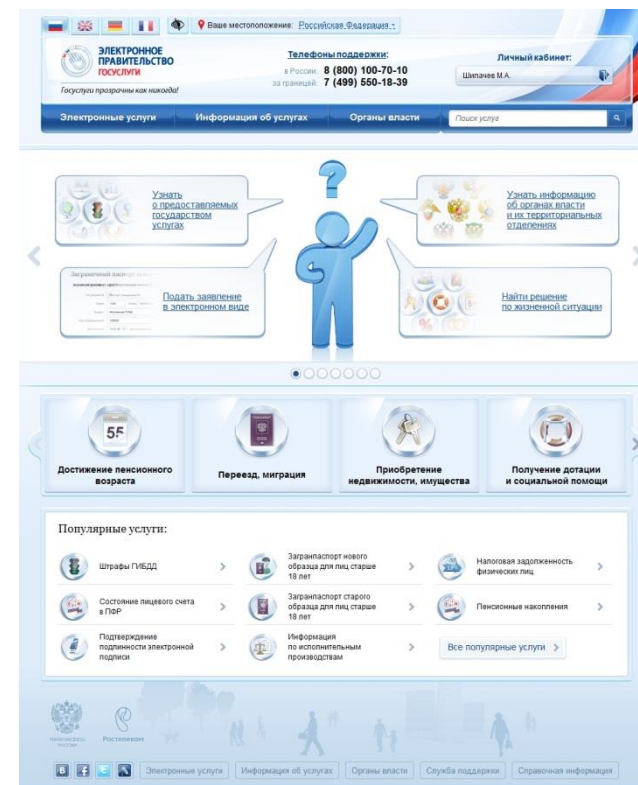 Ваше местоположение: Российская Федерация
ЭЛЕКТРОННОЕ
ПРАВИТЕЛЬСТВО
ГОСУСЛУГИ
Госуслуги прозрачны как никогда!
Телефоны поддержки:
в России: 8 (800) 100-70-10
за границей: 7 (499) 550-18-39
Личный кабинет:
Шипачев М.А.
Электронные услуги
Информация об услугах
Органы власти
Поиск услуг
Узнать
о предоставляемых
государством
услугах
Узнать информацию
об органах власти
и их территориальных
отделениях
?
Заграничный паспорт
Подать заявление
в электронном виде
Найти решение
по жизненной ситуации
55
Достижение пенсионного
возраста
Переезд, миграция
Приобретение
недвижимости, имущества
Получение дотации
и социальной помощи
Популярные услуги:
Штрафы ГИБДД
Загранпаспорт нового
образца для лиц старше
18 лет
Налоговая задолженность
физических лиц
Состояние лицевого счета
в ПФР
Загранпаспорт старого
образца для лиц старше
18 лет
Пенсионные накопления
Подтверждение
подлинности электронной
подписи
Информация
по исполнительным
производствам
Все популярные услуги
Ростелеком
Электронные услуги
Информация об услугах
Органы власти
Служба поддержки
Справочная информация